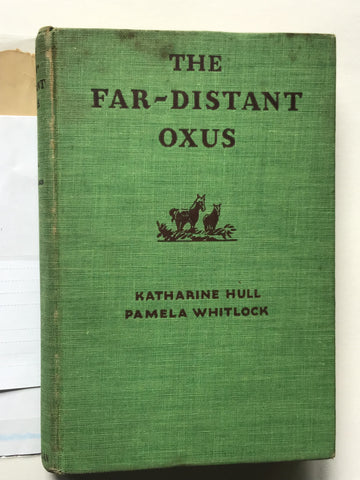 THE
FAR-DISTANT
OXUS
KATHARINE HULL
PAMELA WHITLOCK